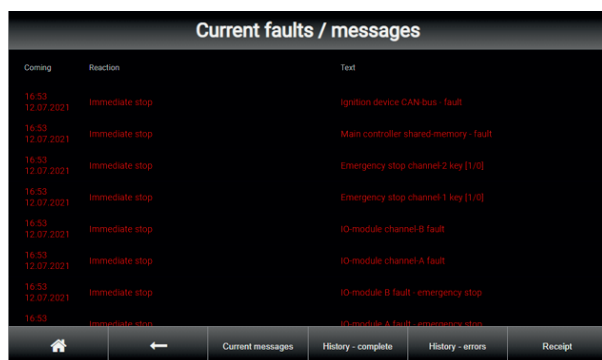 Current faults / messages
Coming Reaction Text
16:53
12.07.2021 Immediate stop Ignition device CAN-bus - fault
16:53
12.07.2021 Immediate stop Main controller shared-memory - fault
16:53
12.07.2021 Immediate stop Emergency stop channel-2 key [1/0]
16:53
12.07.2021 Immediate stop Emergency stop channel-1 key [1/0]
16:53
12.07.2021 Immediate stop IO-module channel-B fault
16:53
12.07.2021 Immediate stop IO-module channel-A fault
16:53
12.07.2021 Immediate stop IO-module B fault - emergency stop
16:53
Immediate stop IO-module A fault - emergency stop
Current messages History - complete History - errors Receipt